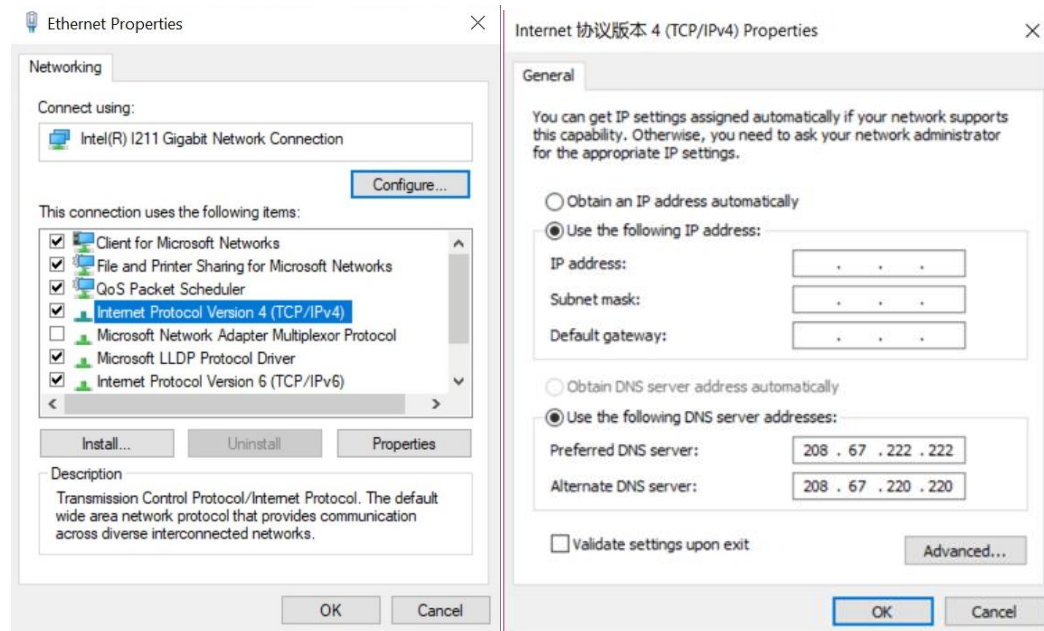 Ethernet Properties
Networking
Connect using:
Intel(R) I211 Gigabit Network Connection
Configure...
This connection uses the following items:
Client for Microsoft Networks
File and Printer Sharing for Microsoft Networks
QoS Packet Scheduler
Internet Protocol Version 4 (TCP/IPv4)
Microsoft Network Adapter Multiplexor Protocol
Microsoft LLDP Protocol Driver
Internet Protocol Version 6 (TCP/IPv6)
Install...
Uninstall
Properties
Description
Transmission Control Protocol/Internet Protocol. The default
wide area network protocol that provides communication
across diverse interconnected networks.
OK
Cancel
Internet 协议版本 4 (TCP/IPv4) Properties
General
You can get IP settings assigned automatically if your network supports
this capability. Otherwise, you need to ask your network administrator
for the appropriate IP settings.
Obtain an IP address automatically
Use the following IP address:
IP address:
. . .
Subnet mask:
. . .
Default gateway:
. . .
Obtain DNS server address automatically
Use the following DNS server addresses:
Preferred DNS server:
208 . 67 . 222 . 222
Alternate DNS server:
208 . 67 . 220 . 220
Validate settings upon exit
Advanced...
OK
Cancel